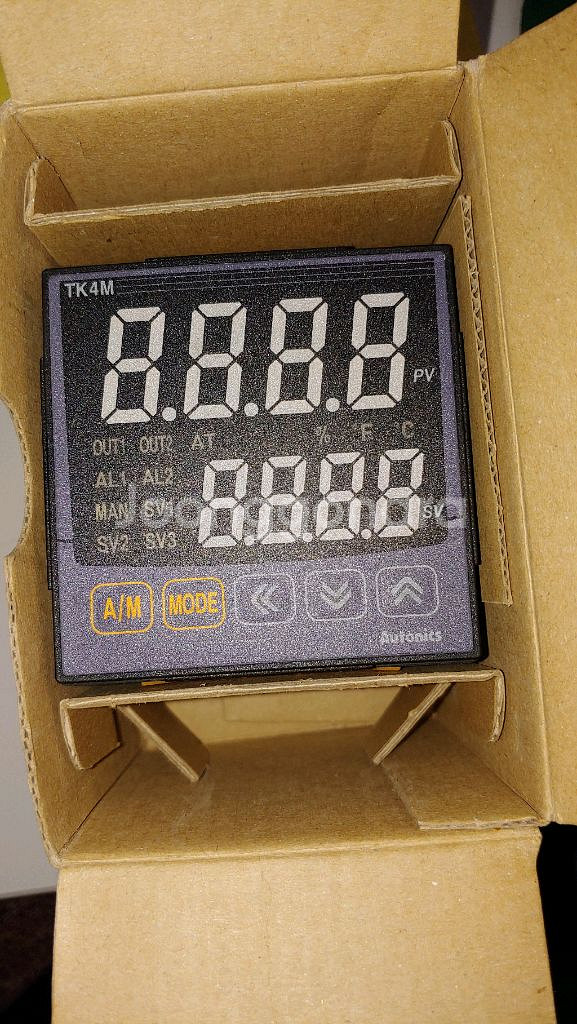 TK4M
8.8.8.8
PV
OUT1 OUT2 AT % F C
AL1 AL2
MAN SV1
8.8.8.8
SV
SV2 SV3
A/M MODE
Autonics